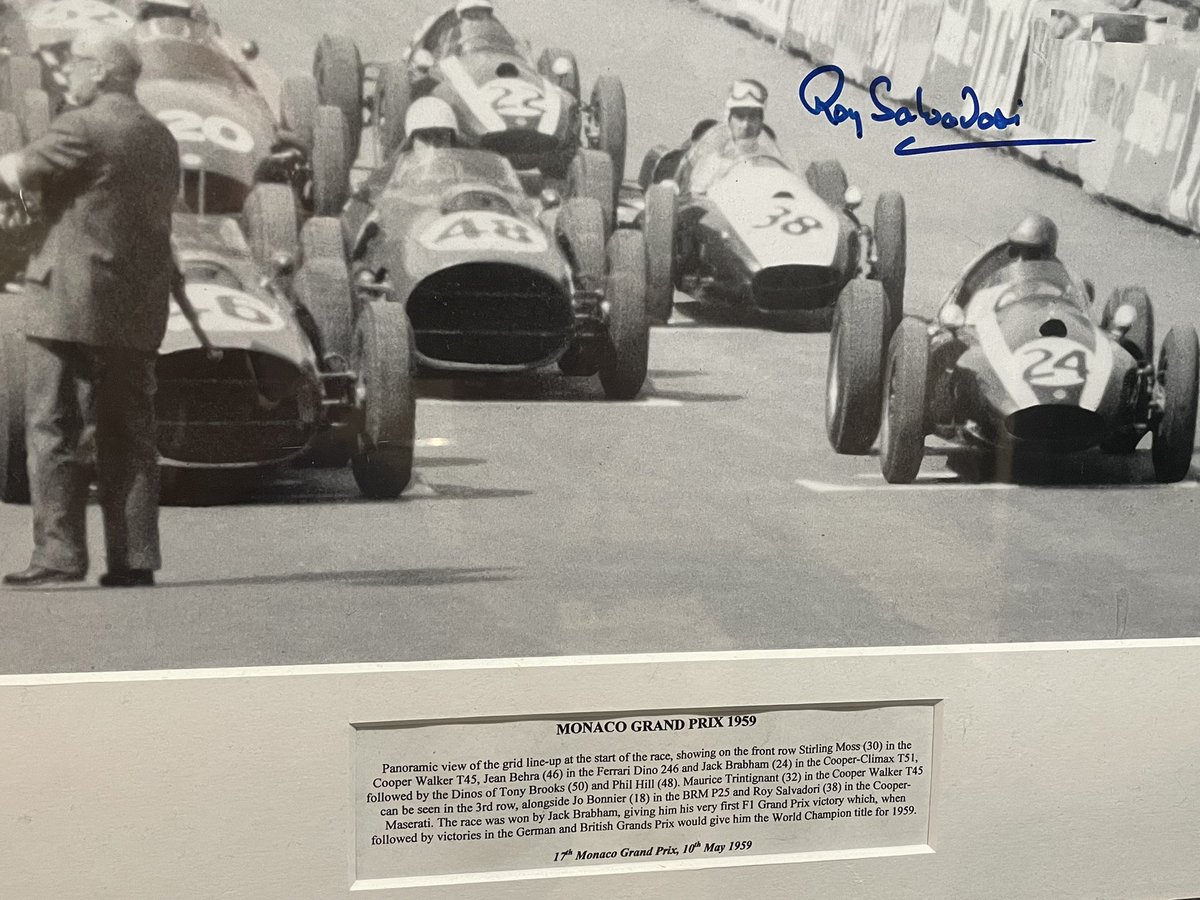 Roy Salvadori
20
22
48
38
46
24
MONACO GRAND PRIX 1959
Panoramic view of the grid line-up at the start of the race, showing on the front row Stirling Moss (30) in the
Cooper Walker T45, Jean Behra (46) in the Ferrari Dino 246 and Jack Brabham (24) in the Cooper-Climax T51,
followed by the Dinos of Tony Brooks (50) and Phil Hill (48). Maurice Trintignant (32) in the Cooper Walker T45
can be seen in the 3rd row, alongside Jo Bonnier (18) in the BRM P25 and Roy Salvadori (38) in the Cooper-
Maserati. The race was won by Jack Brabham, giving him his very first F1 Grand Prix victory which, when
followed by victories in the German and British Grands Prix would give him the World Champion title for 1959.
17th Monaco Grand Prix, 10th May 1959